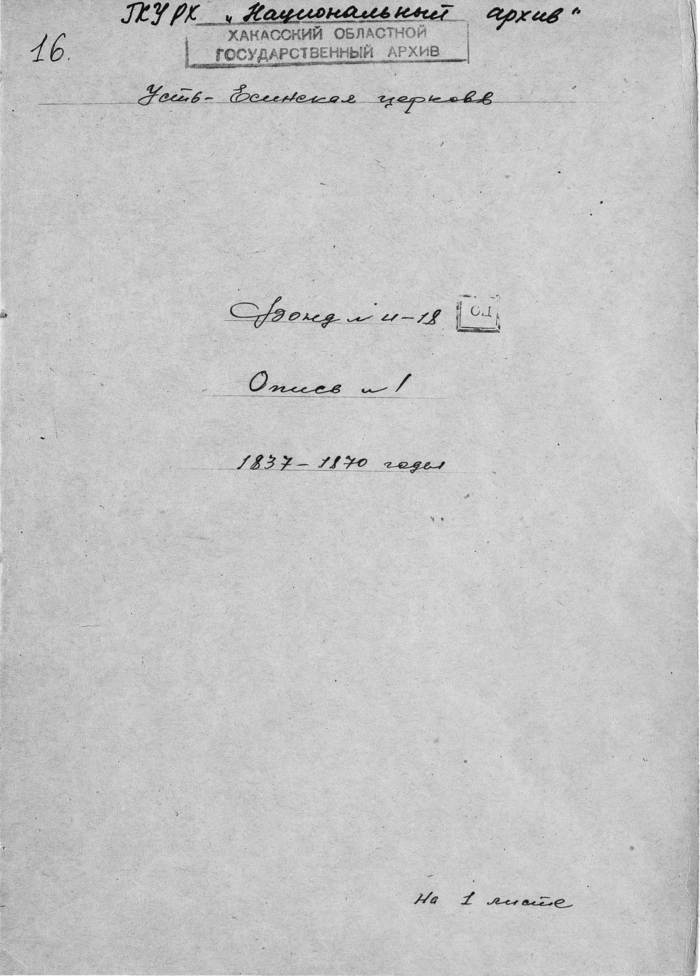 ГКУ РХ „Национальный архив"
16.
ХАКАССКИЙ ОБЛАСТНОЙ
ГОСУДАРСТВЕННЫЙ АРХИВ
Усть-Есинская церковь
Фонд № И-18
ОЦ
Опись № 1
1837-1870 годы
На 1 листе